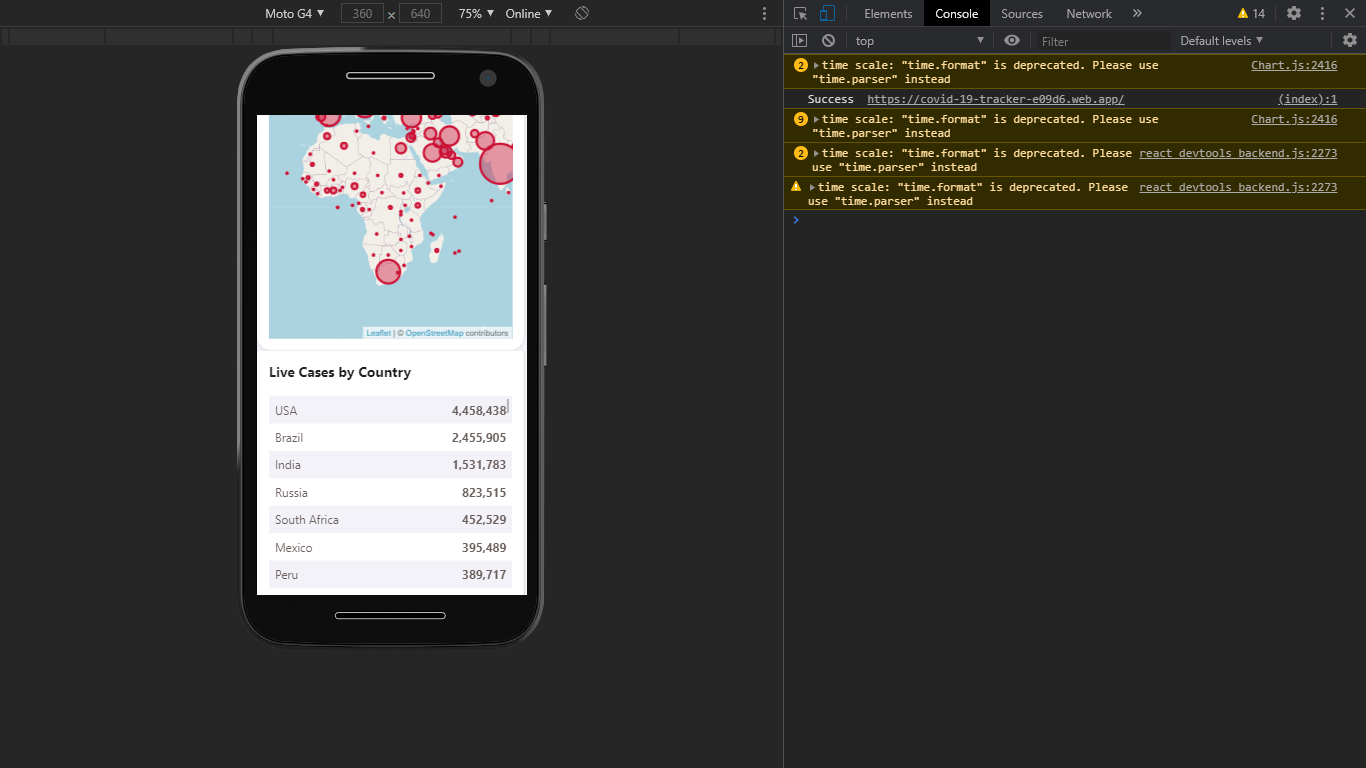 Moto G4 ▼ 360 × 640 75% ▼ Online ▼
Leaflet | © OpenStreetMap contributors
Live Cases by Country
USA 4,458,438
Brazil 2,455,905
India 1,531,783
Russia 823,515
South Africa 452,529
Mexico 395,489
Peru 389,717
Elements Console Sources Network » 14
top ▼ Filter Default levels ▼
2 ▶time scale: "time.format" is deprecated. Please use Chart.js:2416
"time.parser" instead
Success https://covid-19-tracker-e09d6.web.app/ (index):1
9 ▶time scale: "time.format" is deprecated. Please use Chart.js:2416
"time.parser" instead
2 ▶time scale: "time.format" is deprecated. Please react_devtools_backend.js:2273
use "time.parser" instead
▶time scale: "time.format" is deprecated. Please react_devtools_backend.js:2273
use "time.parser" instead
>